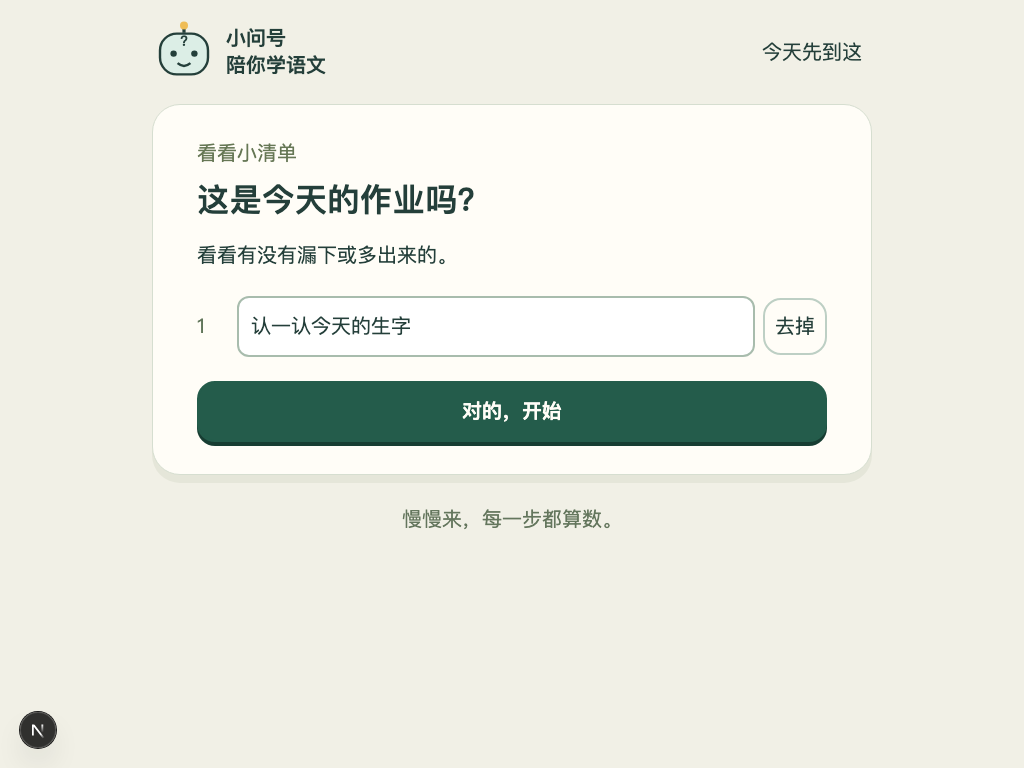 ?
小问号
陪你学语文
今天先到这
看看小清单
这是今天的作业吗?
看看有没有漏下或多出来的。
1 认一认今天的生字 去掉
对的，开始
慢慢来，每一步都算数。
N